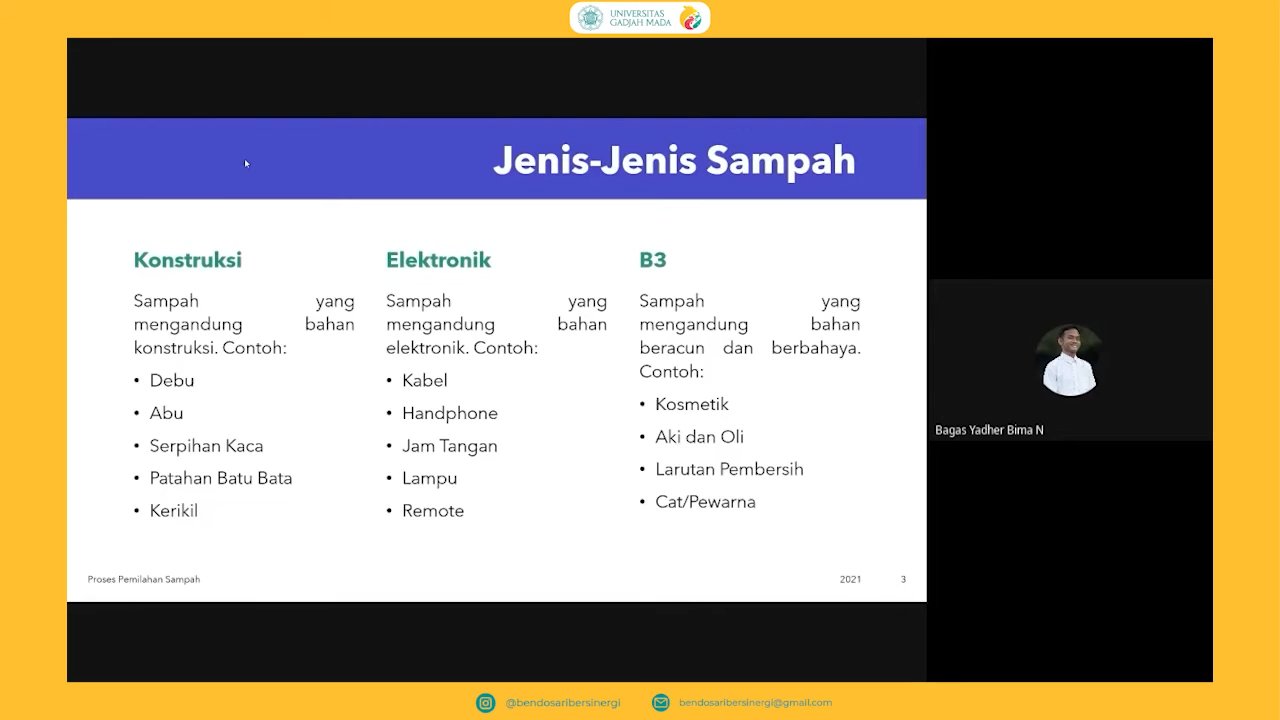 UNIVERSITAS
GADJAH MADA
Jenis-Jenis Sampah
Konstruksi
Sampah yang
mengandung bahan
konstruksi. Contoh:
• Debu
• Abu
• Serpihan Kaca
• Patahan Batu Bata
• Kerikil
Elektronik
Sampah yang
mengandung bahan
elektronik. Contoh:
• Kabel
• Handphone
• Jam Tangan
• Lampu
• Remote
B3
Sampah yang
mengandung bahan
beracun dan berbahaya.
Contoh:
• Kosmetik
• Aki dan Oli
• Larutan Pembersih
• Cat/Pewarna
Bagas Yadher Bima N
Proses Pemilahan Sampah
2021
3
@bendosaribersinergi
bendosaribersinergi@gmail.com